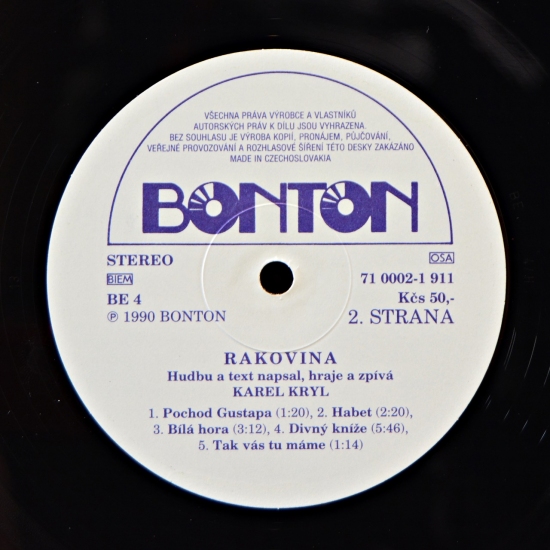 VŠECHNA PRÁVA VÝROBCE A VLASTNÍKŮ
AUTORSKÝCH PRÁV K DÍLU JSOU VYHRAZENA.
BEZ SOUHLASU JE VÝROBA KOPIÍ, PRONÁJEM, PŮJČOVÁNÍ,
VEŘEJNÉ PROVOZOVÁNÍ A ROZHLASOVÉ ŠÍŘENÍ TÉTO DESKY ZAKÁZÁNO
MADE IN CZECHOSLOVAKIA
BONTON
STEREO OSA
BIEM 71 0002-1 911
BE 4 Kčs 50,-
℗ 1990 BONTON 2. STRANA
RAKOVINA
Hudbu a text napsal, hraje a zpívá
KAREL KRYL
1. Pochod Gustapa (1:20), 2. Habet (2:20),
3. Bílá hora (3:12), 4. Divný kníže (5:46),
5. Tak vás tu máme (1:14)